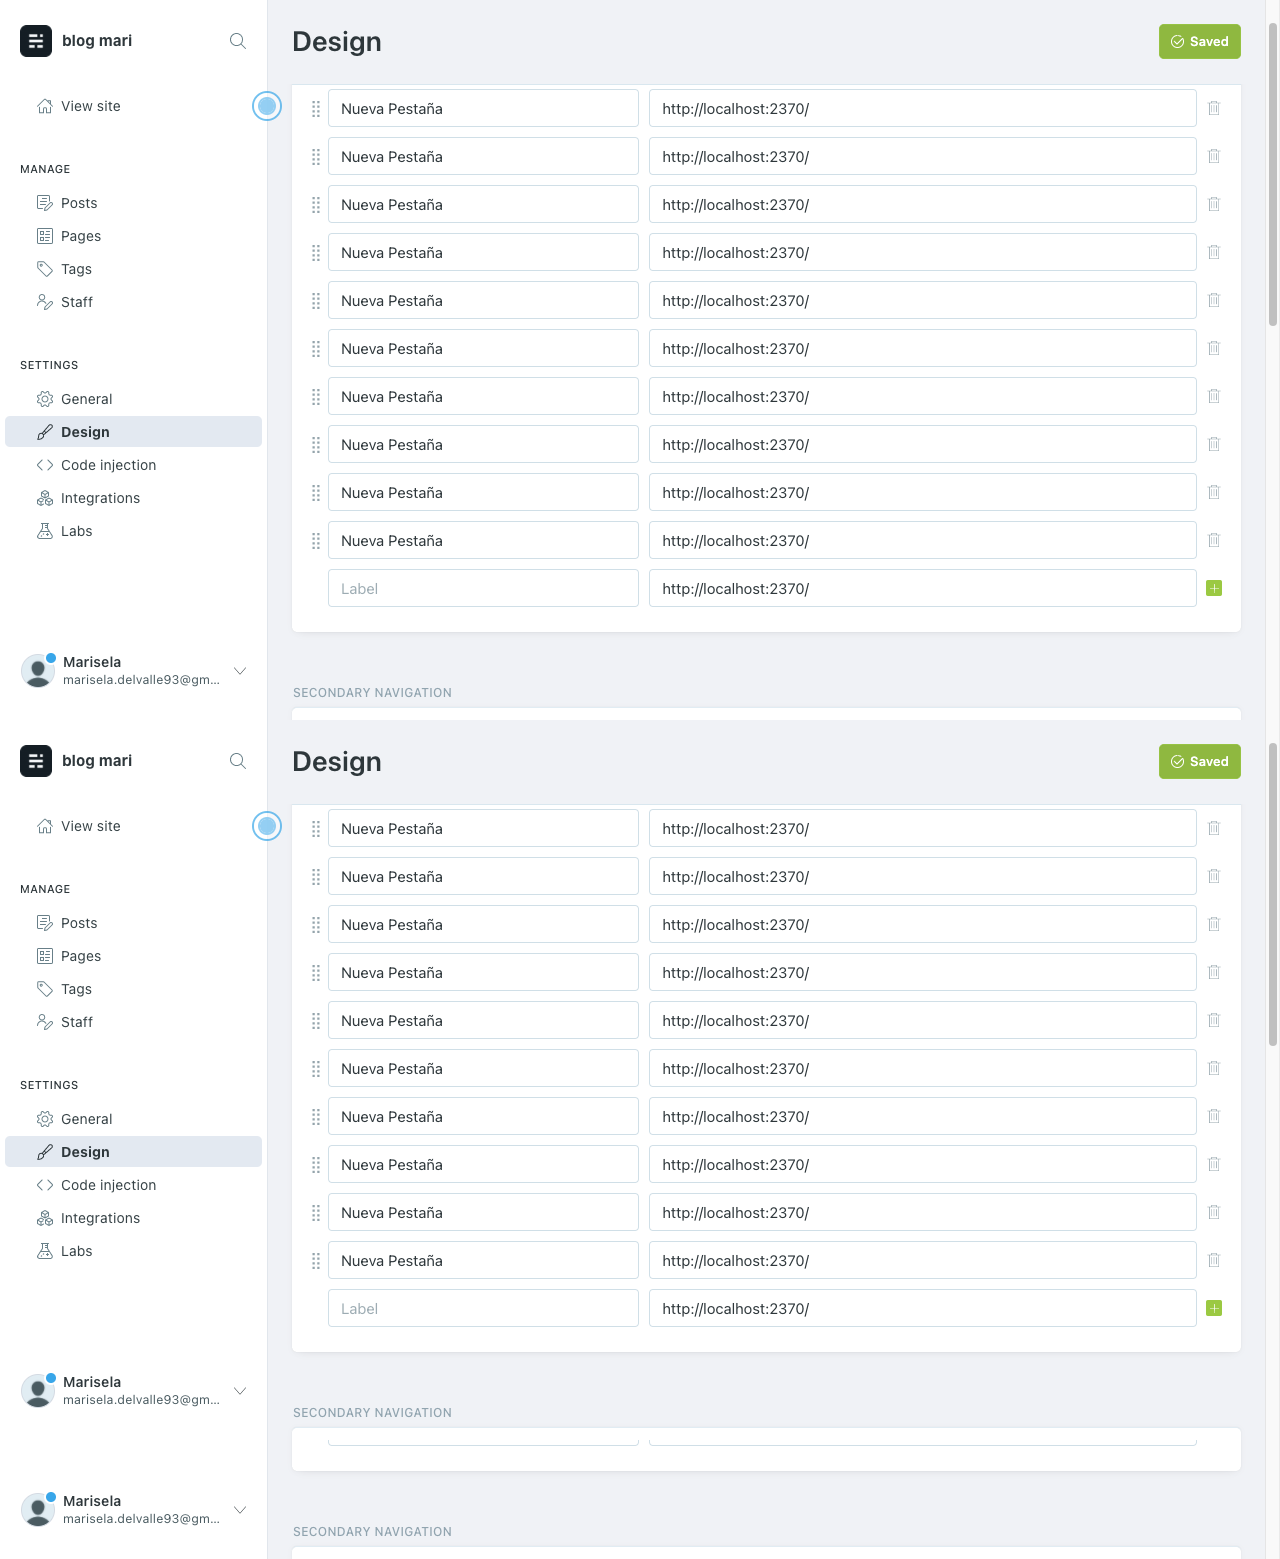 blog mari
View site
MANAGE
Posts
Pages
Tags
Staff
SETTINGS
General
Design
Code injection
Integrations
Labs
Marisela
marisela.delvalle93@gm...
Design
Saved
Nueva Pestaña http://localhost:2370/
Nueva Pestaña http://localhost:2370/
Nueva Pestaña http://localhost:2370/
Nueva Pestaña http://localhost:2370/
Nueva Pestaña http://localhost:2370/
Nueva Pestaña http://localhost:2370/
Nueva Pestaña http://localhost:2370/
Nueva Pestaña http://localhost:2370/
Nueva Pestaña http://localhost:2370/
Nueva Pestaña http://localhost:2370/
Label http://localhost:2370/
SECONDARY NAVIGATION
blog mari
View site
MANAGE
Posts
Pages
Tags
Staff
SETTINGS
General
Design
Code injection
Integrations
Labs
Marisela
marisela.delvalle93@gm...
Design
Saved
Nueva Pestaña http://localhost:2370/
Nueva Pestaña http://localhost:2370/
Nueva Pestaña http://localhost:2370/
Nueva Pestaña http://localhost:2370/
Nueva Pestaña http://localhost:2370/
Nueva Pestaña http://localhost:2370/
Nueva Pestaña http://localhost:2370/
Nueva Pestaña http://localhost:2370/
Nueva Pestaña http://localhost:2370/
Nueva Pestaña http://localhost:2370/
Label http://localhost:2370/
SECONDARY NAVIGATION
Marisela
marisela.delvalle93@gm...
SECONDARY NAVIGATION